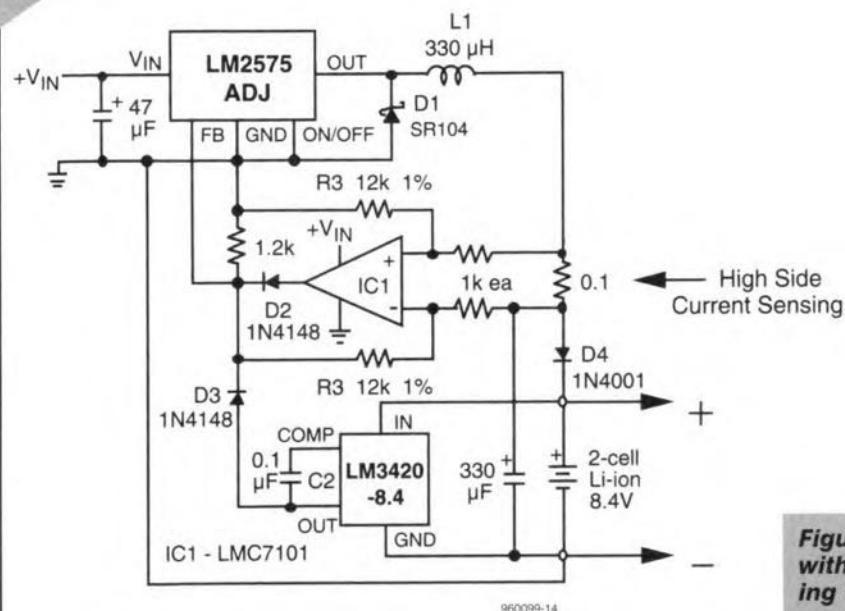 L1
330 µH
+VIN
VIN
LM2575
ADJ
OUT
+ 47
µF
FB
GND
ON/OFF
D1
SR104
R3 12k 1%
1.2k
+VIN
+
IC1
-
1k ea
0.1
High Side
Current Sensing
D2
1N4148
D4
1N4001
R3 12k 1%
D3
1N4148
COMP
IN
+
0.1
µF
C2
LM3420
-8.4
330
µF
+
+
2-cell
Li-ion
8.4V
OUT
GND
IC1 - LMC7101
−
960099-14
Figu
with
ing